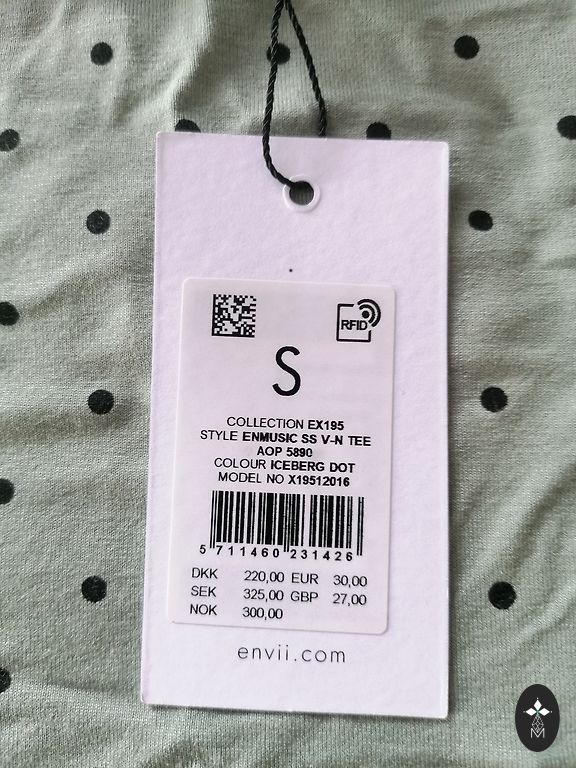 RFID
S
COLLECTION EX195
STYLE ENMUSIC SS V-N TEE
AOP 5890
COLOUR ICEBERG DOT
MODEL NO X19512016
5 711460 231426
DKK 220,00 EUR 30,00
SEK 325,00 GBP 27,00
NOK 300,00
envii.com
M